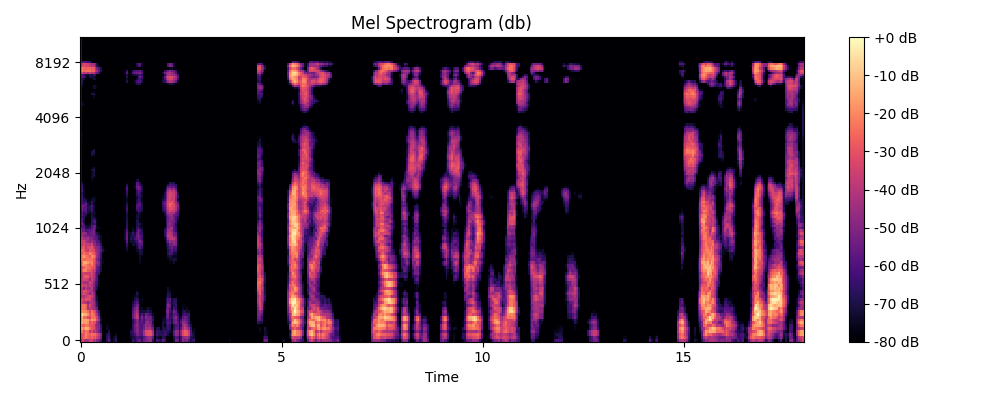 Mel Spectrogram (db)
Hz
8192
4096
2048
1024
512
0
0 5 10 15
Time
+0 dB
-10 dB
-20 dB
-30 dB
-40 dB
-50 dB
-60 dB
-70 dB
-80 dB